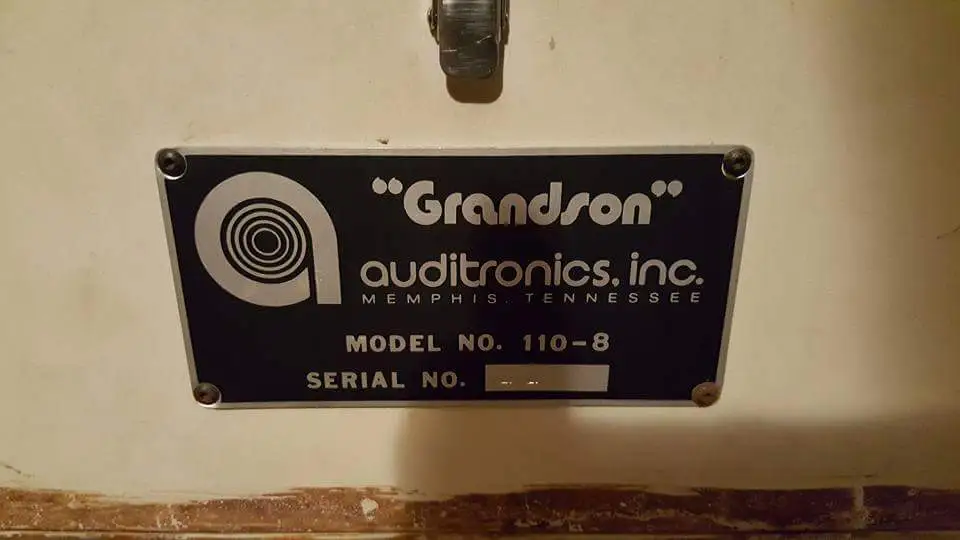 “Grandson”
auditronics, inc.
MEMPHIS, TENNESSEE
MODEL NO. 110-8
SERIAL NO.